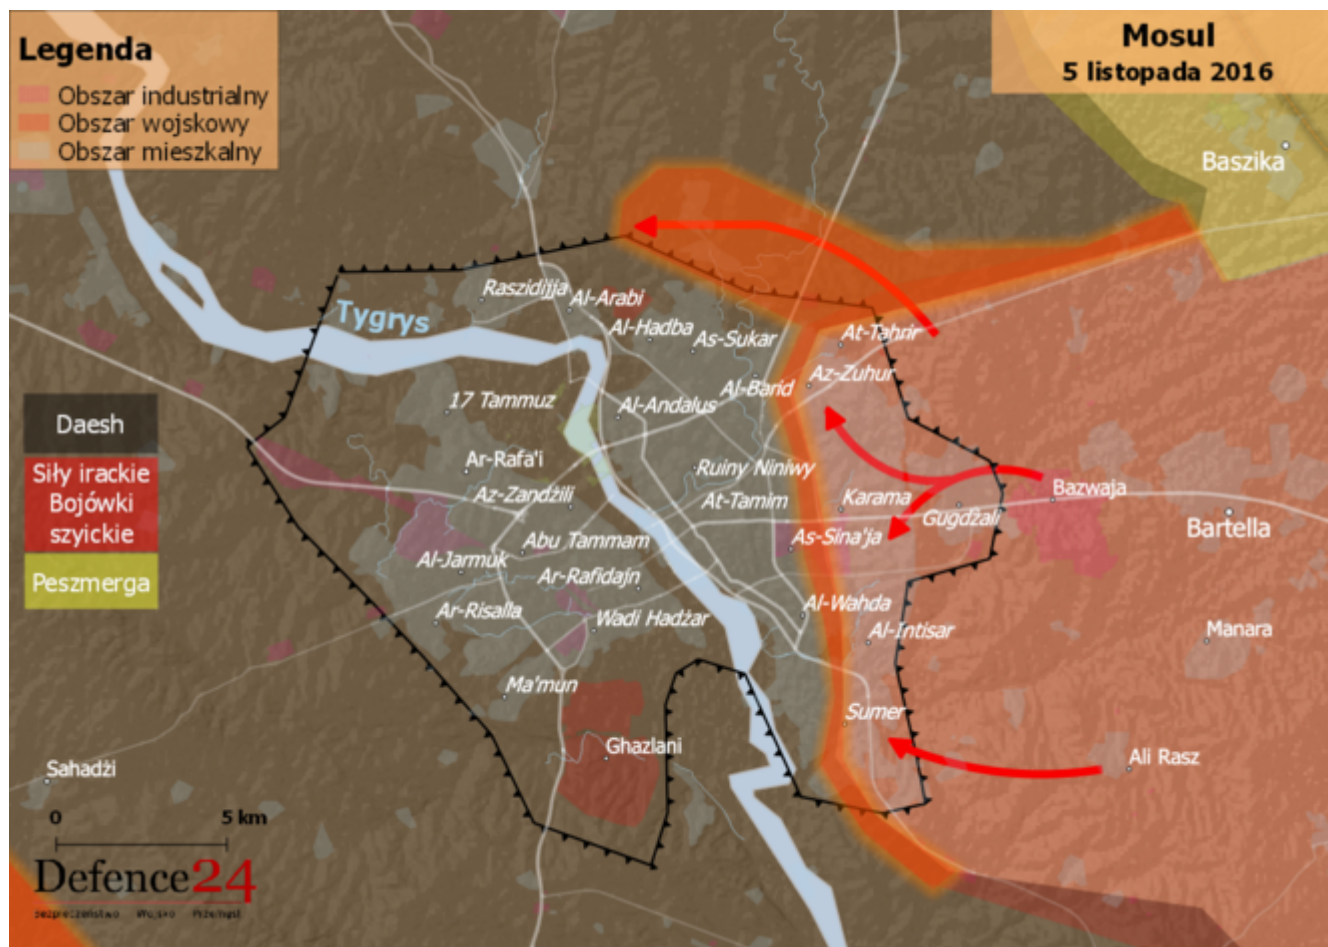 Legenda
Obszar industrialny
Obszar wojskowy
Obszar mieszkalny
Mosul
5 listopada 2016
Baszika
Tygrys
Raszidijja
Al-Arabi
Al-Hadba
As-Sukar
At-Tahrir
Az-Zuhur
Al-Barid
17 Tammuz
Al-Andalus
Daesh
Siły irackie
Bojówki
szyickie
Peszmerga
Ar-Rafa'i
Ruiny Niniwy
Az-Zandżili
At-Tamim
Karama
Bazwaja
Gugdżali
Bartella
Abu Tammam
As-Sina'ja
Al-Jarmuk
Ar-Rafidajn
Ar-Risalla
Wadi Hadżar
Al-Wahda
Al-Intisar
Manara
Ma'mun
Sumer
Ghazlani
Ali Rasz
Sahadżi
0 5 km
Defence24
Bezpieczeństwo Wojsko Przemysł